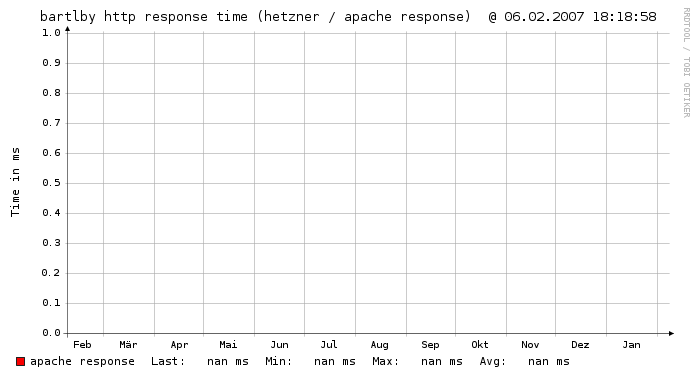 bartlby http response time (hetzner / apache response)  @ 06.02.2007 18:18:58
RRDTOOL / TOBI OETIKER
Time in ms
1.0
0.9
0.8
0.7
0.6
0.5
0.4
0.3
0.2
0.1
0.0
Feb Mär Apr Mai Jun Jul Aug Sep Okt Nov Dez Jan
apache response  Last:   nan ms  Min:   nan ms  Max:   nan ms  Avg:   nan ms